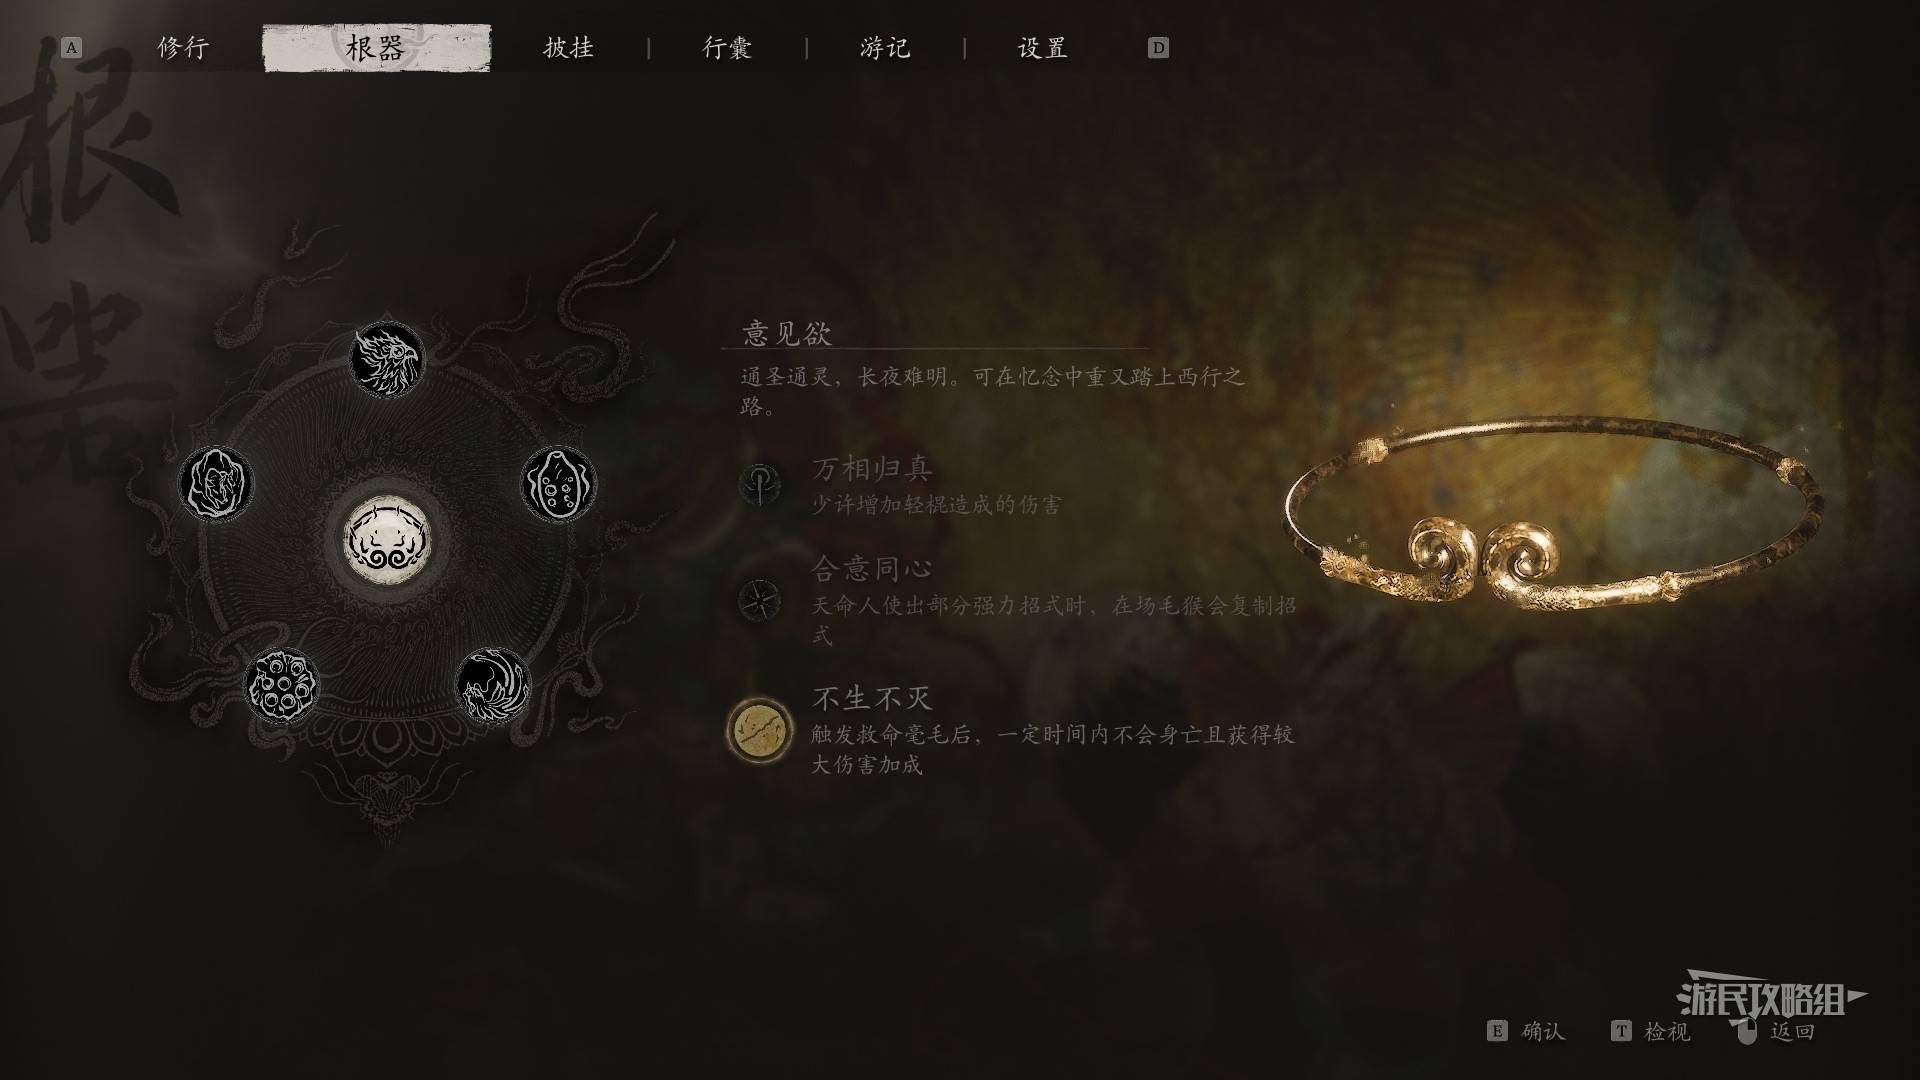 A 修行 根器 披挂 | 行囊 | 游记 | 设置 D
根器
意见欲
通圣通灵，长夜难明。可在忆念中重又踏上西行之
路。
万相归真
少许增加轻棍造成的伤害
合意同心
天命人使出部分强力招式时，在场毛猴会复制招
式
不生不灭
触发救命毫毛后，一定时间内不会身亡且获得较
大伤害加成
游民攻略组
E 确认 T 检视 返回